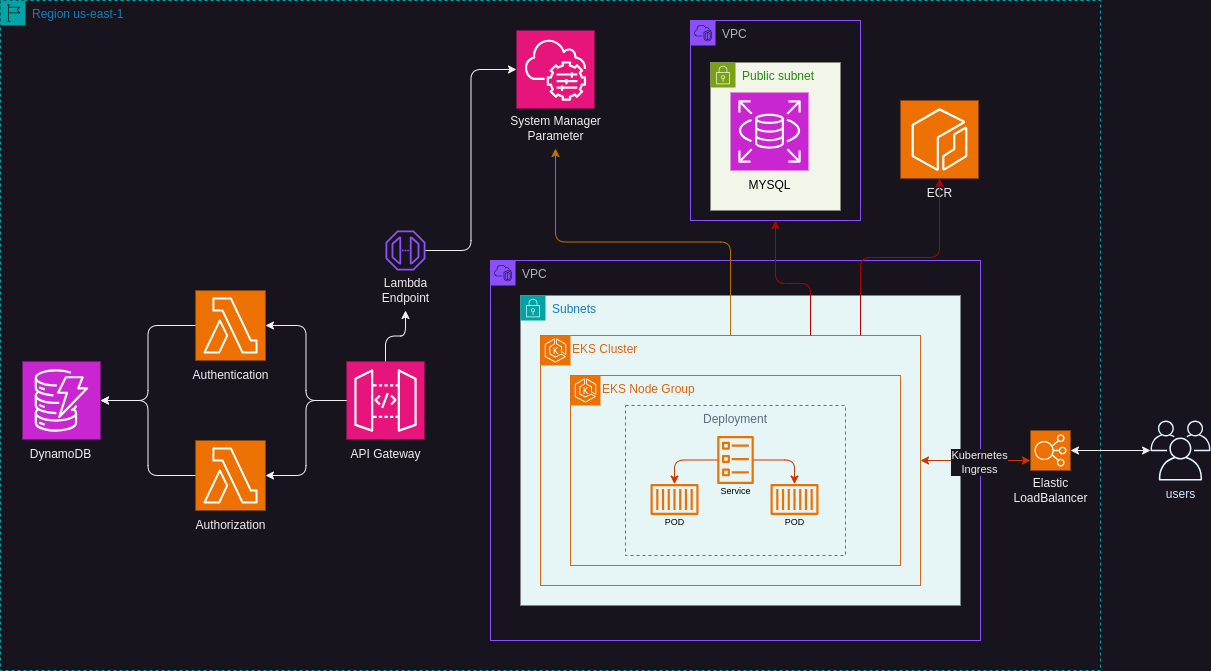 Region us-east-1
System Manager
Parameter
VPC
Public subnet
MYSQL
ECR
Lambda
Endpoint
Authentication
DynamoDB
API Gateway
Authorization
VPC
Subnets
EKS Cluster
EKS Node Group
Deployment
Service
POD
POD
Kubernetes
Ingress
Elastic
LoadBalancer
users